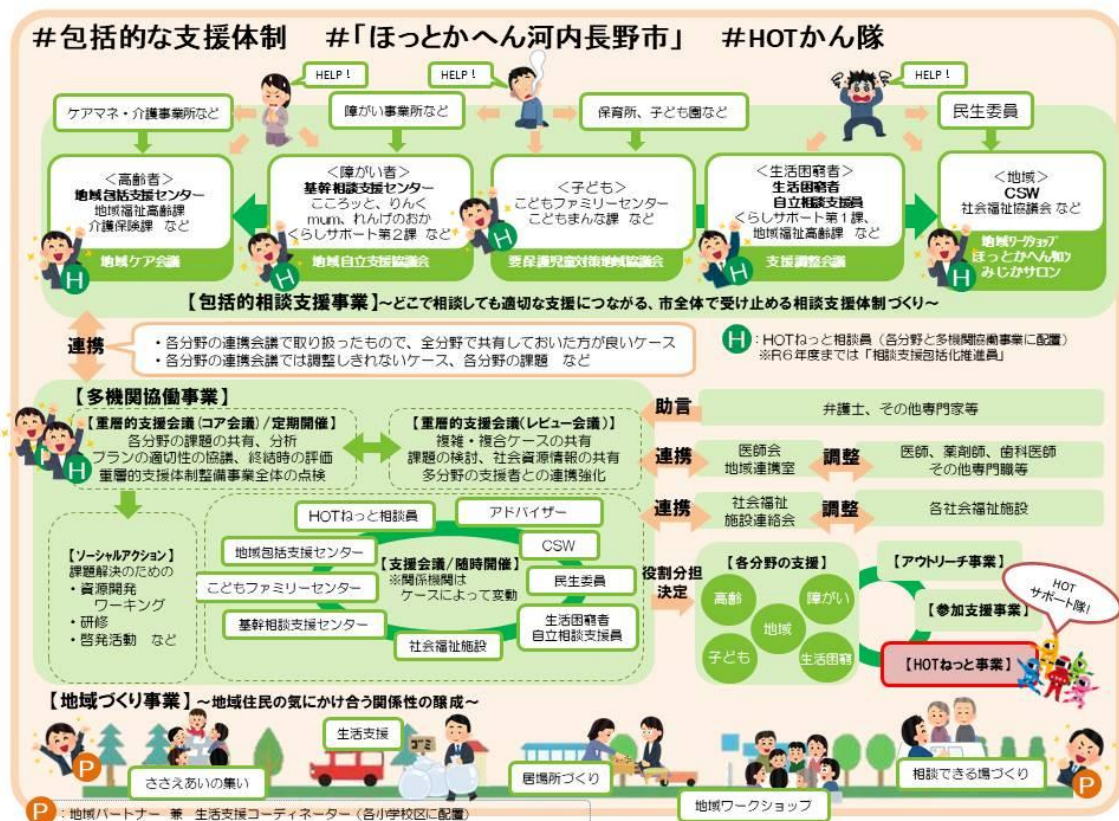 #包括的な支援体制　#「ほっとかへん河内長野市」　#HOTかん隊
HELP！
HELP！
HELP！
ケアマネ・介護事業所など
障がい事業所など
保育所、子ども園など
民生委員
＜高齢者＞
地域包括支援センター
地域福祉高齢課
介護保険課　など
地域ケア会議
＜障がい者＞
基幹相談支援センター
こころっと、りんく
mum、れんげのおか
くらしサポート第２課　など
地域自立支援協議会
＜子ども＞
こどもファミリーセンター
こどもまんな課　など
要保護児童対策地域協議会
＜生活困窮者＞
生活困窮者
自立相談支援員
くらしサポート第１課、
地域福祉高齢課など
支援調整会議
＜地域＞
CSW
社会福祉協議会 など
地域ワークショップ
ほっとかへん知ワ
みじかサロン
H
H
H
H
H
【包括的相談支援事業】～どこで相談しても適切な支援につながる、市全体で受け止める相談支援体制づくり～
連携
・各分野の連携会議で取り扱ったもので、全分野で共有しておいた方が良いケース
・各分野の連携会議では調整しきれないケース、各分野の課題　など
H：HOTねっと相談員（各分野と多機関協働事業に配置）
※R６年度までは「相談支援包括化推進員」
【多機関協働事業】
【重層的支援会議（コア会議）/定期開催】
各分野の課題の共有、分析
プランの適切性の協議、終結時の評価
重層的支援体制整備事業全体の点検
H
H
【重層的支援会議（レビュー会議）】
複雑・複合ケースの共有
課題の検討、社会資源情報の共有
多分野の支援者との連携強化
助言
弁護士、その他専門家等
連携
医師会
地域連携室
調整
医師、薬剤師、歯科医師
その他専門職等
連携
社会福祉
施設連絡会
調整
各社会福祉施設
【ソーシャルアクション】
課題解決のための
・資源開発
ワーキング
・研修
・啓発活動　など
HOTねっと相談員
アドバイザー
地域包括支援センター
CSW
こどもファミリーセンター
民生委員
基幹相談支援センター
生活困窮者
自立相談支援員
社会福祉施設
【支援会議/随時開催】
※関係機関は
ケースによって変動
役割分担
決定
【各分野の支援】
高齢
障がい
地域
子ども
生活困窮
【アウトリーチ事業】
【参加支援事業】
【HOTねっと事業】
HOT
サポート隊！
【地域づくり事業】～地域住民の気にかけ合う関係性の醸成～
P
ささえあいの集い
生活支援
ゴミ
居場所づくり
地域ワークショップ
相談できる場づくり
P
P：地域パートナー　兼　生活支援コーディネーター（各小学校区に配置）